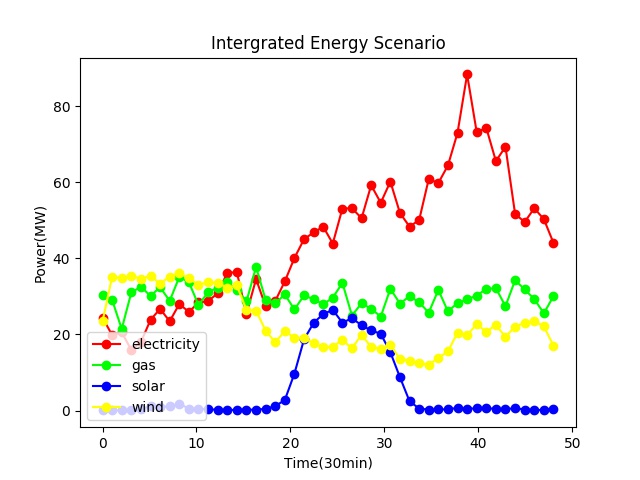 Intergrated Energy Scenario
Power(MW)
80
60
40
20
0
electricity
gas
solar
wind
0 10 20 30 40 50
Time(30min)